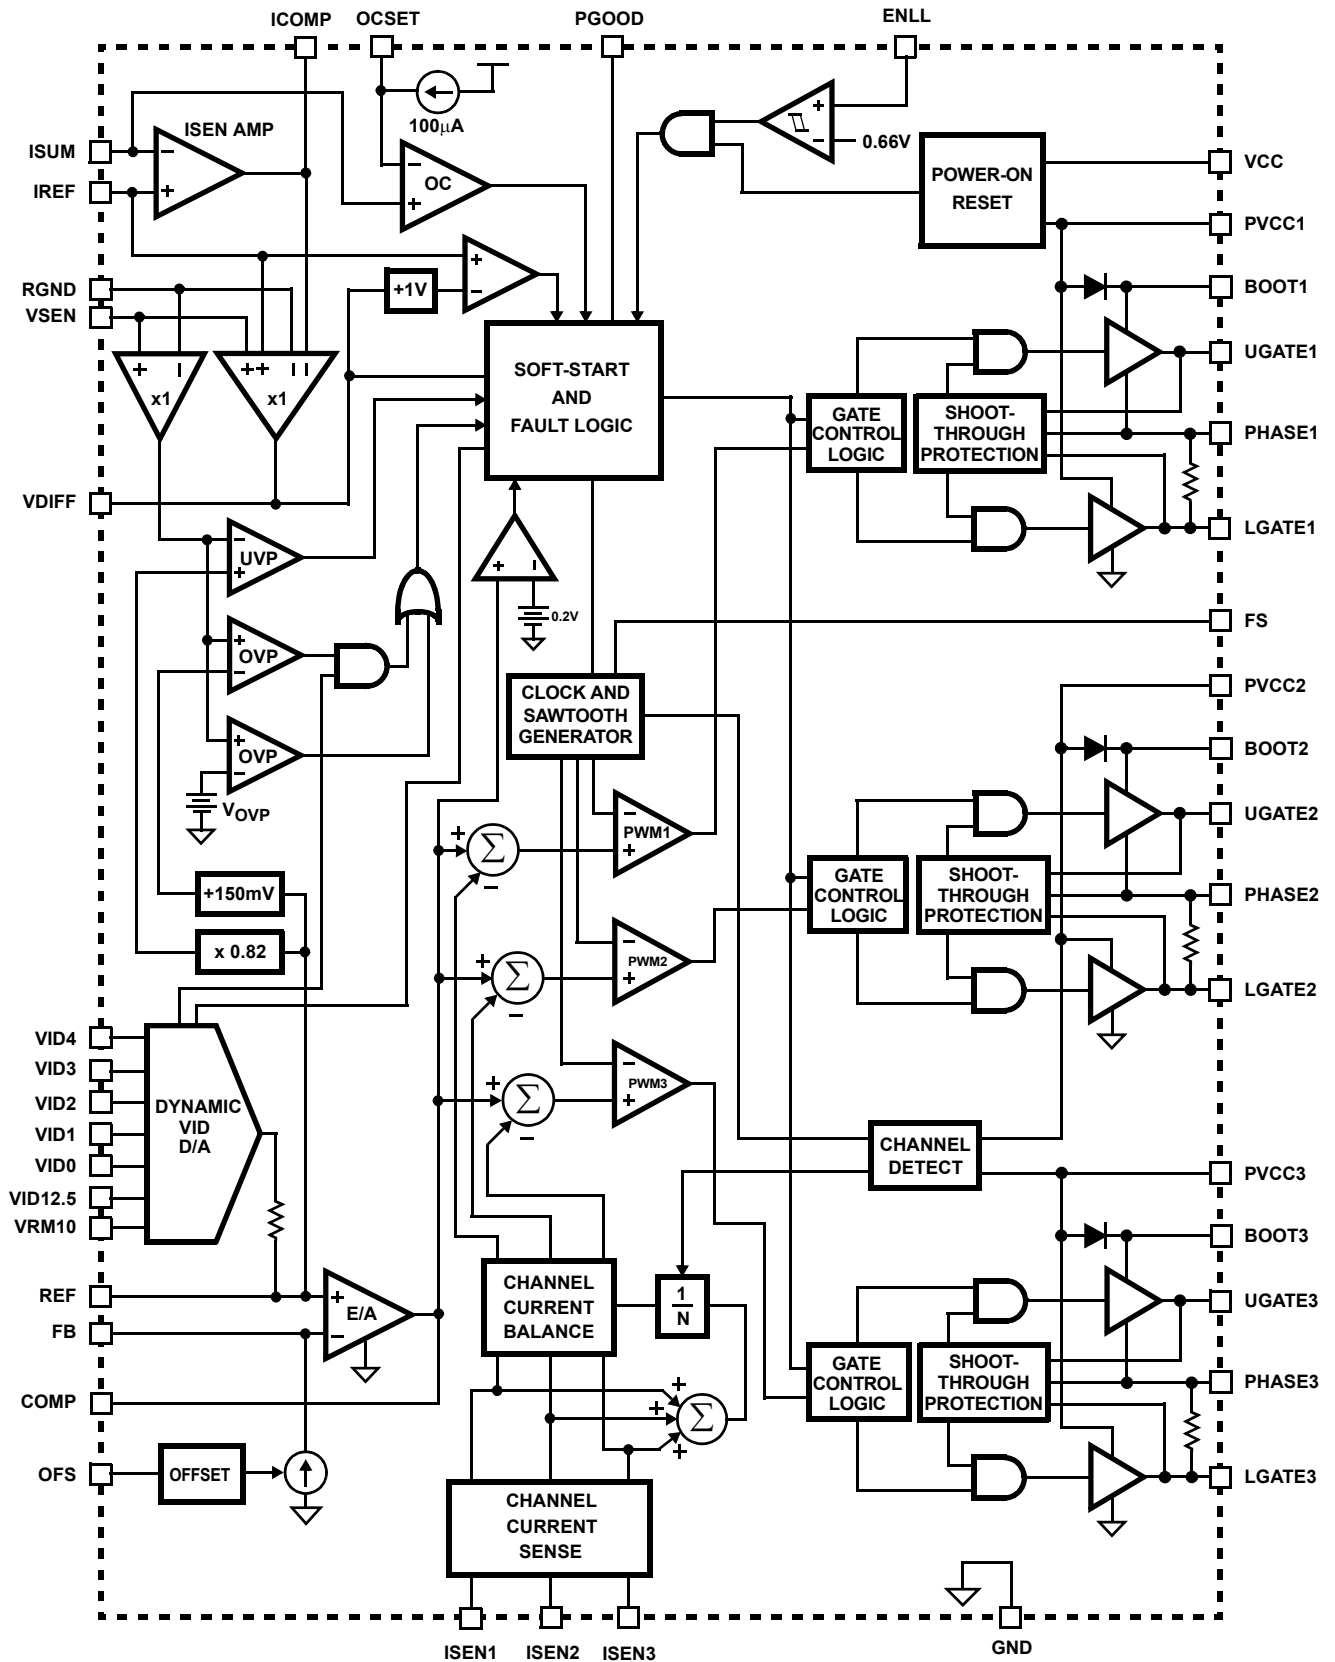 ICOMP
OCSET
PGOOD
ENLL
ISEN AMP
100µA
ISUM
−
+
IREF
−
OC
+
+
−
0.66V
POWER-ON
RESET
VCC
PVCC1
+
−
+1V
RGND
VSEN
+ −
x1
++ − −
x1
SOFT-START
AND
FAULT LOGIC
BOOT1
UGATE1
GATE
CONTROL
LOGIC
SHOOT-
THROUGH
PROTECTION
PHASE1
LGATE1
VDIFF
−
UVP
+
+ −
0.2V
+
OVP
−
FS
CLOCK AND
SAWTOOTH
GENERATOR
PVCC2
+
OVP
−
VOVP
BOOT2
−
PWM1
+
+
Σ
−
UGATE2
GATE
CONTROL
LOGIC
SHOOT-
THROUGH
PROTECTION
PHASE2
+150mV
x 0.82
−
PWM2
+
+
Σ
−
LGATE2
VID4
VID3
VID2
VID1
VID0
VID12.5
VRM10
DYNAMIC
VID
D/A
−
PWM3
+
+
Σ
−
CHANNEL
DETECT
PVCC3
BOOT3
REF
FB
+
E/A
−
CHANNEL
CURRENT
BALANCE
1
N
UGATE3
GATE
CONTROL
LOGIC
SHOOT-
THROUGH
PROTECTION
PHASE3
COMP
+
+
+
Σ
OFS
OFFSET
CHANNEL
CURRENT
SENSE
LGATE3
ISEN1
ISEN2
ISEN3
GND